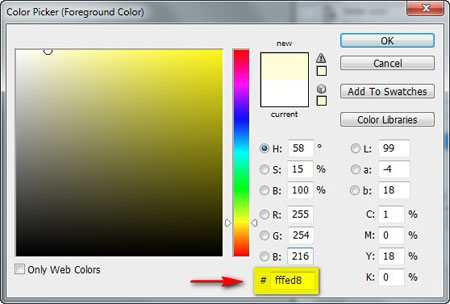 Color Picker (Foreground Color)
new
current
OK
Cancel
Add To Swatches
Color Libraries
H: 58 °
S: 15 %
B: 100 %
R: 255
G: 254
B: 216
# fffed8
L: 99
a: -4
b: 18
C: 1 %
M: 0 %
Y: 18 %
K: 0 %
Only Web Colors